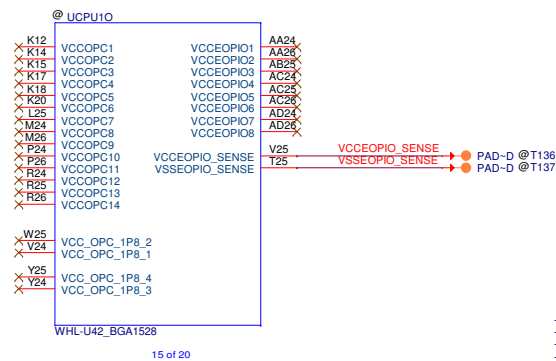 @ UCPU1O
K12 VCCOPC1 VCCEOPIO1 AA24
K14 VCCOPC2 VCCEOPIO2 AA26
K15 VCCOPC3 VCCEOPIO3 AB25
K17 VCCOPC4 VCCEOPIO4 AC24
K18 VCCOPC5 VCCEOPIO5 AC25
K20 VCCOPC6 VCCEOPIO6 AC26
L25 VCCOPC7 VCCEOPIO7 AD24
M24 VCCOPC8 VCCEOPIO8 AD26
M26 VCCOPC9
P24 VCCOPC10 VCCEOPIO_SENSE V25 VCCEOPIO_SENSE PAD~D @T136
P26 VCCOPC11 VSSEOPIO_SENSE T25 VSSEOPIO_SENSE PAD~D @T137
R24 VCCOPC12
R25 VCCOPC13
R26 VCCOPC14
W25 VCC_OPC_1P8_2
V24 VCC_OPC_1P8_1
Y25 VCC_OPC_1P8_4
Y24 VCC_OPC_1P8_3
WHL-U42_BGA1528
15 of 20